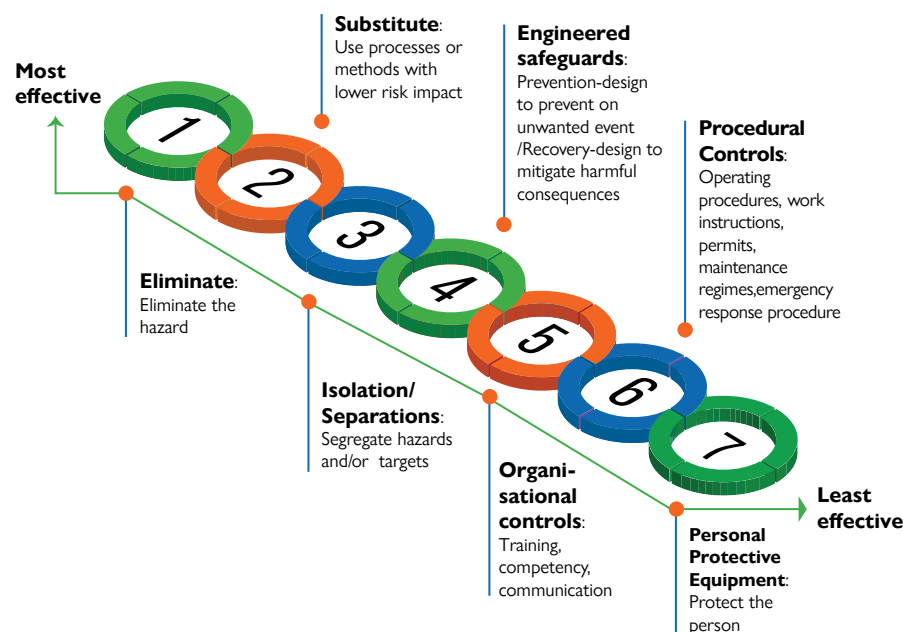 Most
effective
1
Eliminate:
Eliminate the
hazard
2
Substitute:
Use processes or
methods with
lower risk impact
3
Isolation/
Separations:
Segregate hazards
and/or targets
4
Engineered
safeguards:
Prevention-design
to prevent on
unwanted event
/Recovery-design to
mitigate harmful
consequences
5
Organi-
sational
controls:
Training,
competency,
communication
6
Procedural
Controls:
Operating
procedures, work
instructions,
permits,
maintenance
regimes,emergency
response procedure
7
Personal
Protective
Equipment:
Protect the
person
Least
effective